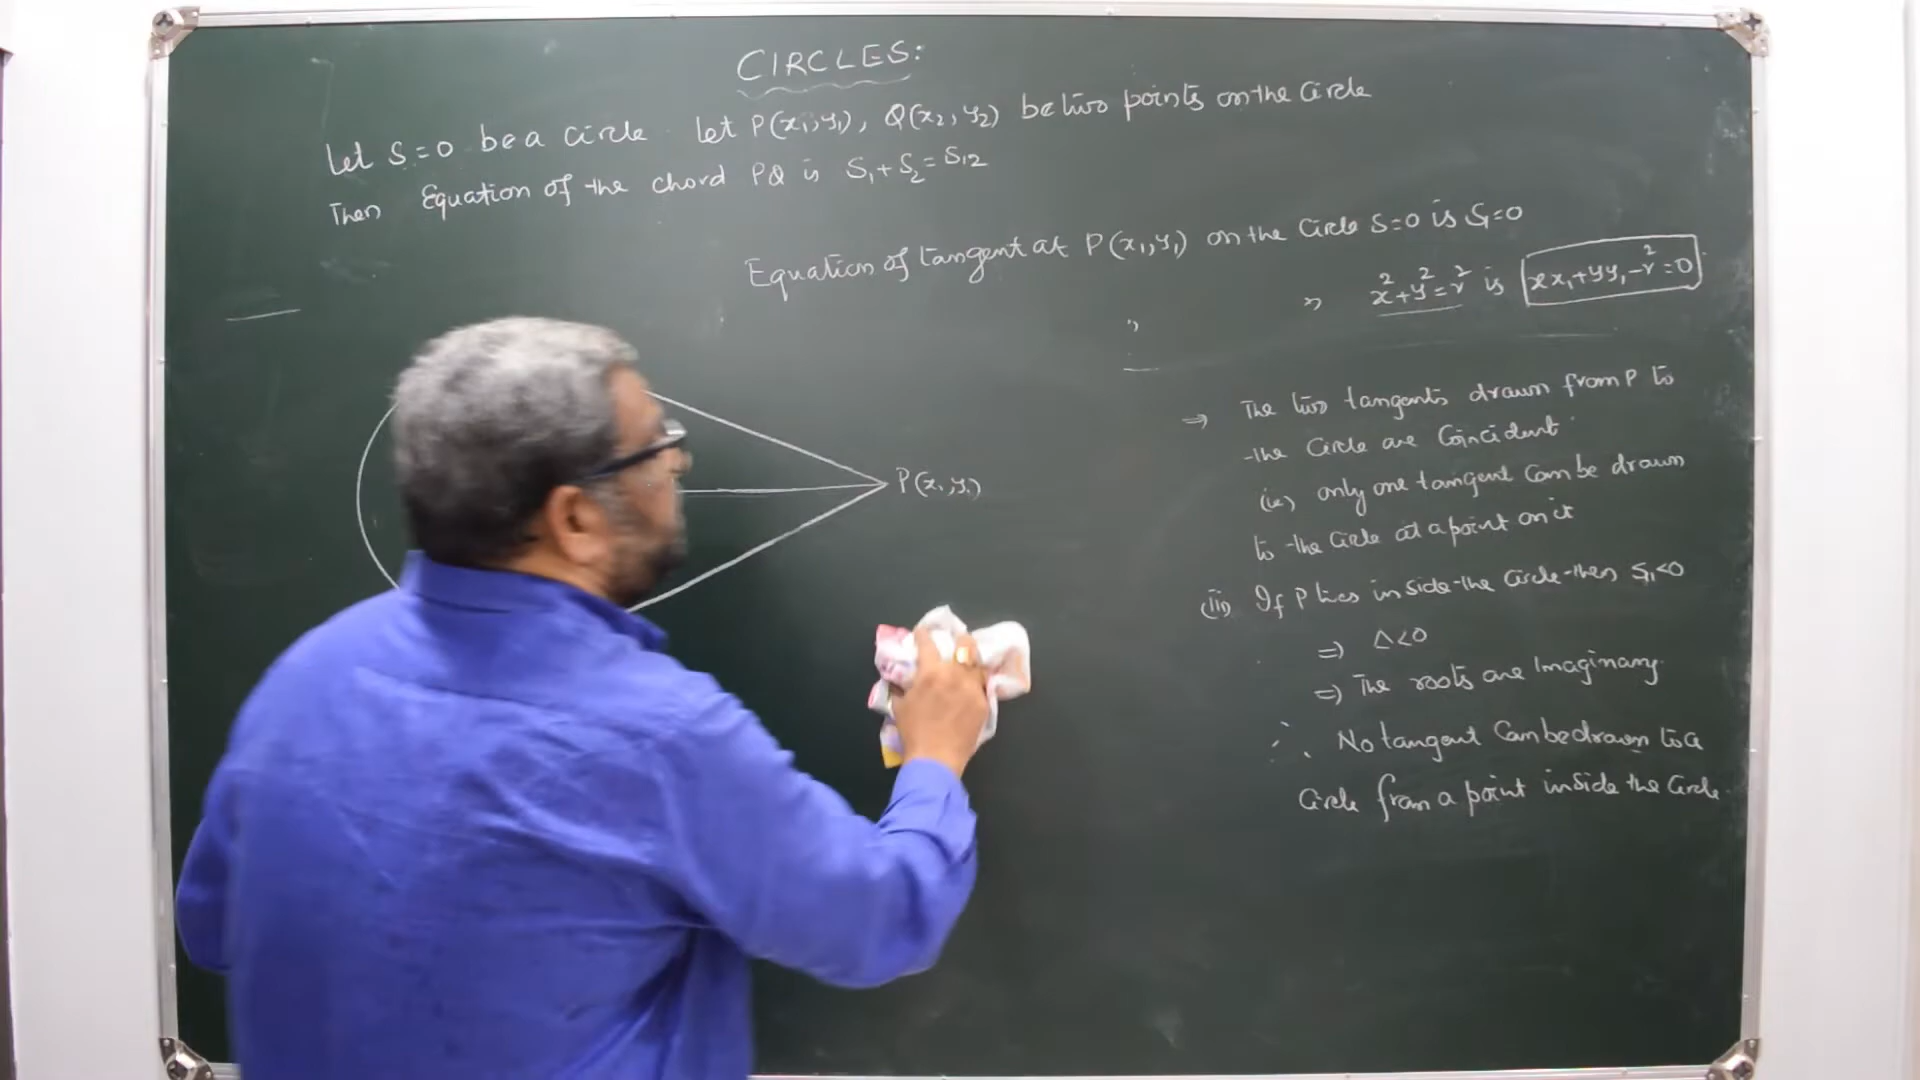 CIRCLES:
Let S=0 be a circle. let P(x₁,y₁), Q(x₂,y₂) be two points on the circle
Then Equation of the chord PQ is S₁+S₂=S₁₂
Equation of tangent at P(x₁,y₁) on the circle S=0 is S₁=0
" " x²+y²=r² is xx₁+yy₁-r²=0
P(x₁,y₁)
⇒ The two tangents drawn from P to
the circle are coincident.
(ie) only one tangent can be drawn
to the circle at a point on it
(iii) If P lies inside the circle then S₁₁<0
⇒ Δ<0
⇒ The roots are Imaginary.
∴ No tangent can be drawn to a
circle from a point inside the circle.